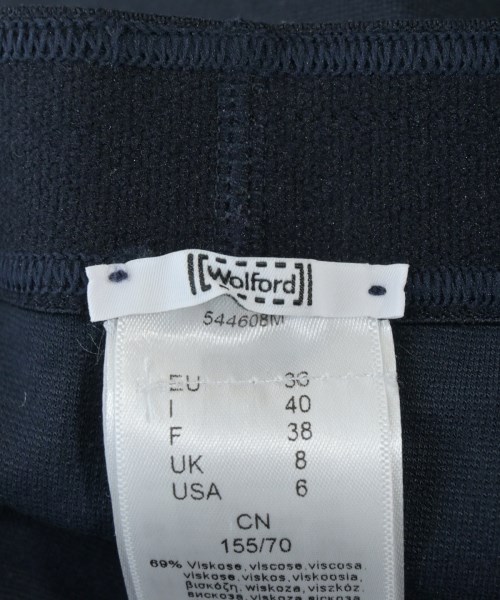 Wolford
544608M
EU 36
I 40
F 38
UK 8
USA 6
CN
155/70
69% Viskose, viscose, viscosa,
viskose, viskos, viskoosia,
βισκόζη, wiskoza, viszkóz,